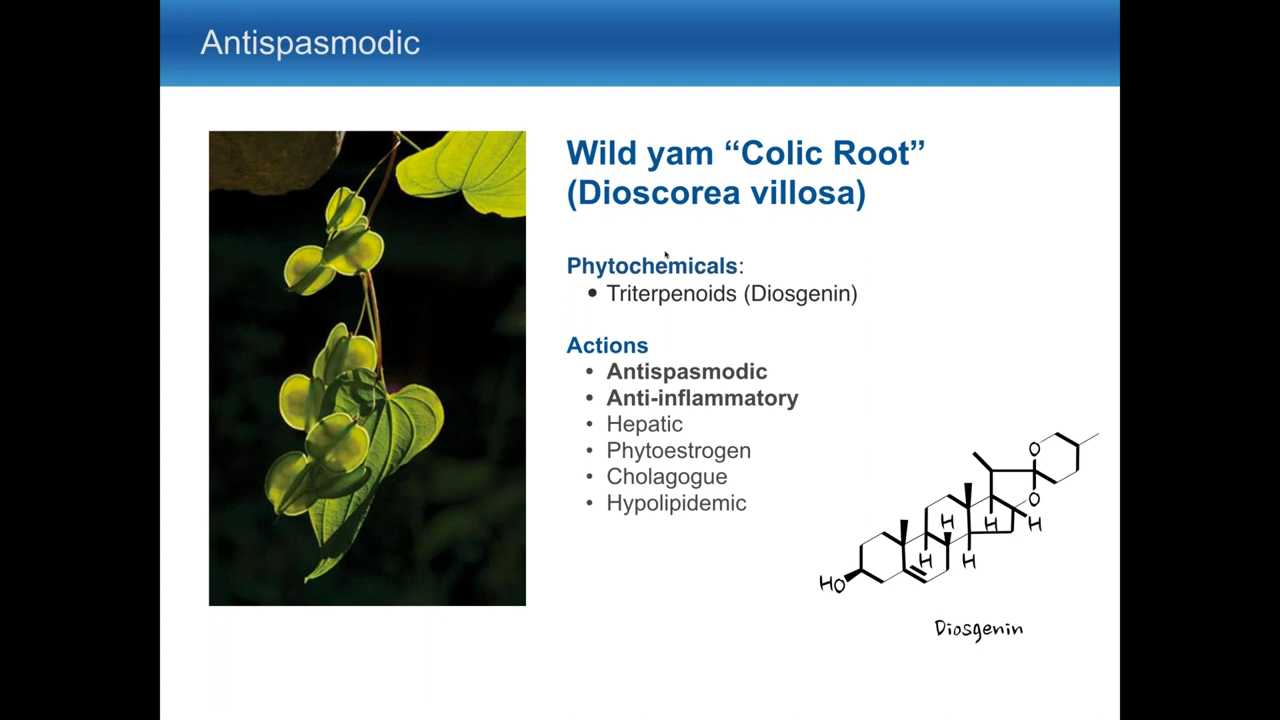 Antispasmodic
Wild yam “Colic Root”
(Dioscorea villosa)
Phytochemicals:
• Triterpenoids (Diosgenin)
Actions
• Antispasmodic
• Anti-inflammatory
• Hepatic
• Phytoestrogen
• Cholagogue
• Hypolipidemic
O
O
H
H
H
H
H
HO
Diosgenin